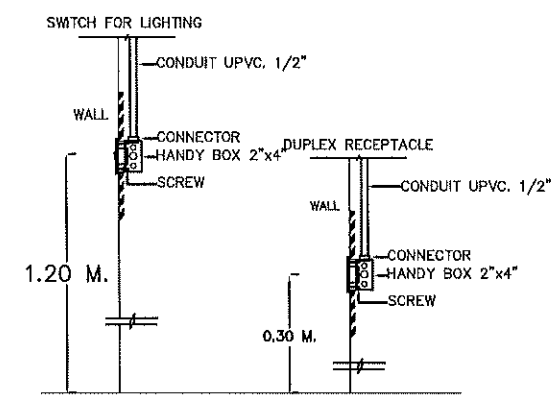 SWITCH FOR LIGHTING
CONDUIT UPVC. 1/2"
WALL
CONNECTOR
HANDY BOX 2"x4"
SCREW
1.20 M.
DUPLEX RECEPTACLE
CONDUIT UPVC. 1/2"
WALL
CONNECTOR
HANDY BOX 2"x4"
SCREW
0.30 M.